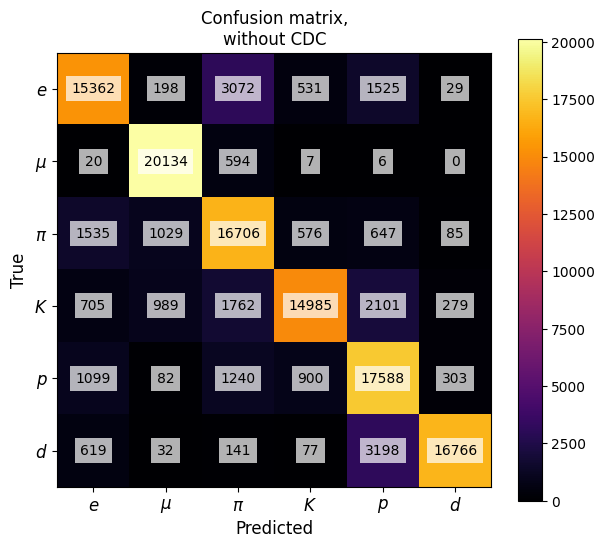 Confusion matrix,
without CDC
e 15362 198 3072 531 1525 29
μ 20 20134 594 7 6 0
π 1535 1029 16706 576 647 85
K 705 989 1762 14985 2101 279
p 1099 82 1240 900 17588 303
d 619 32 141 77 3198 16766
e μ π K p d
True
Predicted
20000
17500
15000
12500
10000
7500
5000
2500
0